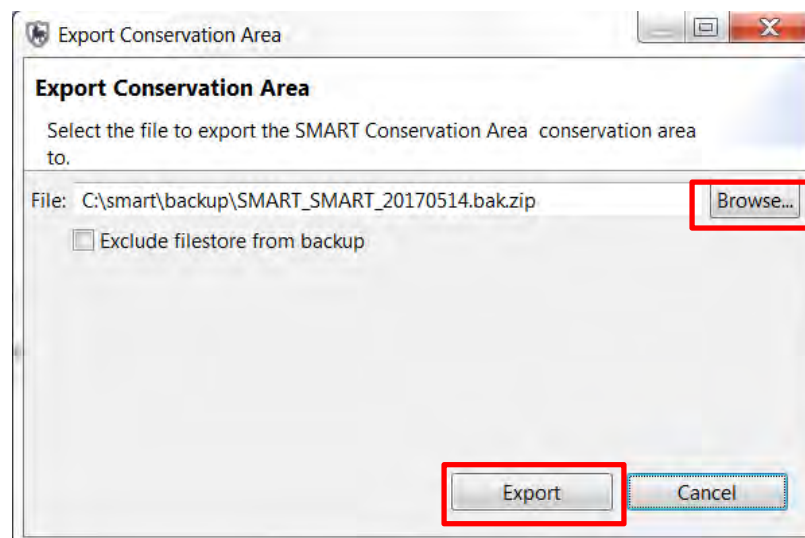 Export Conservation Area
Export Conservation Area
Select the file to export the SMART Conservation Area  conservation area
to.
File: C:\smart\backup\SMART_SMART_20170514.bak.zip Browse...
Exclude filestore from backup
Export Cancel